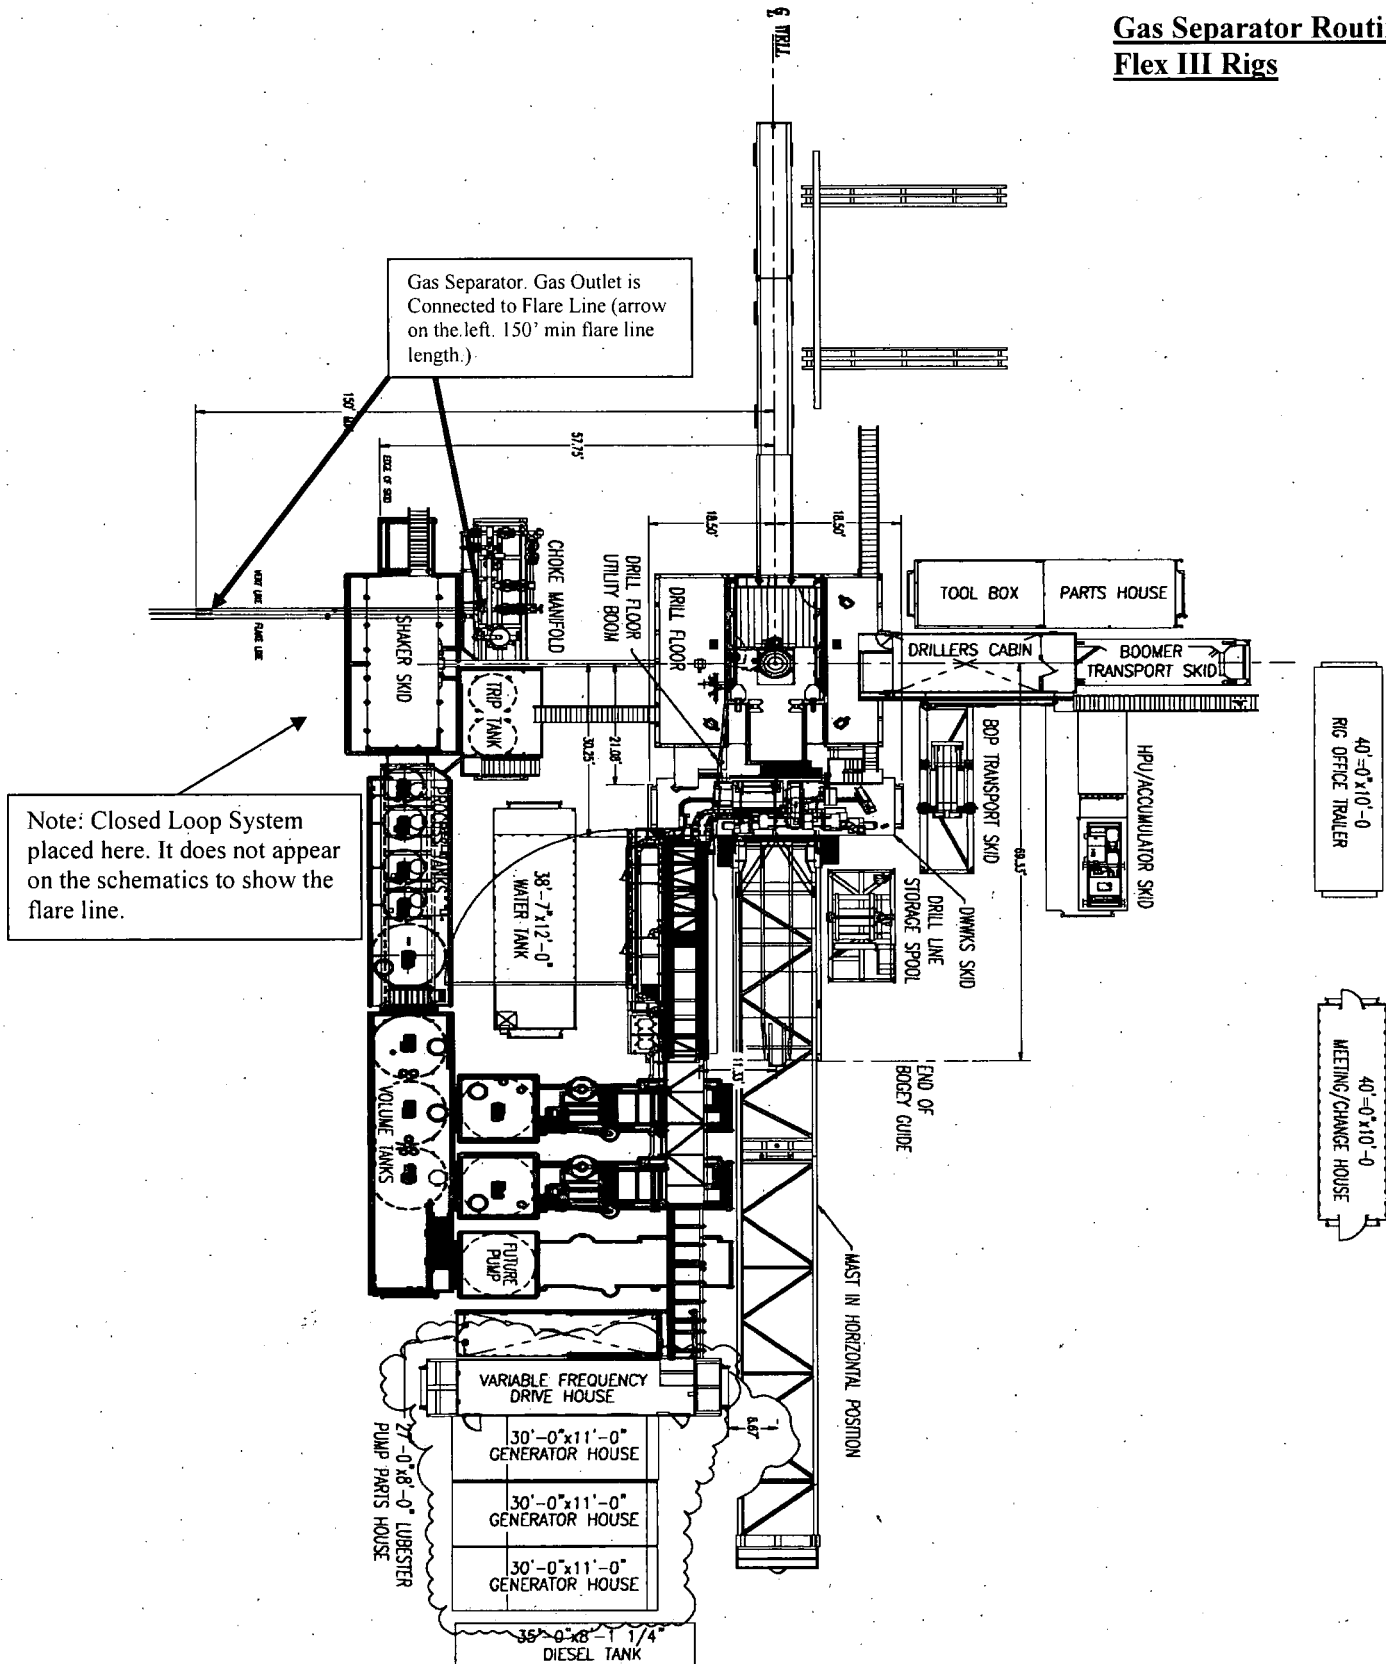 Gas Separator Routi
Flex III Rigs
℄ WELL
Gas Separator. Gas Outlet is
Connected to Flare Line (arrow
on the left. 150' min flare line
length.)
150'
57.75'
EDGE OF SKID
18.50'
18.50'
VENT LINE
FLARE LINE
CHOKE MANIFOLD
SHAKER SKID
TRIP TANK
DRILL FLOOR
UTILITY BOOM
DRILL FLOOR
TOOL BOX
PARTS HOUSE
DRILLERS CABIN
BOOMER
TRANSPORT SKID
21.08'
30.25'
BOP TRANSPORT SKID
HPU/ACCUMULATOR SKID
40'=0"x10'-0
RIG OFFICE TRAILER
Note: Closed Loop System
placed here. It does not appear
on the schematics to show the
flare line.
PROCESS TANKS
38'-7"x12'-0"
WATER TANK
69.33'
DWWKS SKID
DRILL LINE
STORAGE SPOOL
11.33'
END OF
BOGEY GUIDE
40'=0"x10'-0
MEETING/CHANGE HOUSE
VOLUME TANKS
FUTURE
PUMP
MAST IN HORIZONTAL POSITION
VARIABLE FREQUENCY
DRIVE HOUSE
6.67'
27'-0"x8'-0" LUBESTER
PUMP PARTS HOUSE
30'-0"x11'-0"
GENERATOR HOUSE
30'-0"x11'-0"
GENERATOR HOUSE
30'-0"x11'-0"
GENERATOR HOUSE
35'-0"x8'-1 1/4"
DIESEL TANK